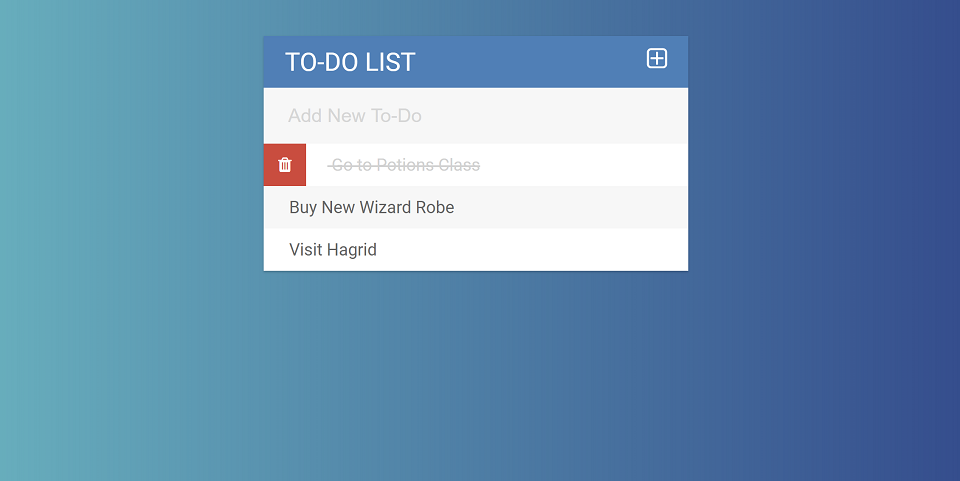 TO-DO LIST
Add New To-Do
Go to Potions Class
Buy New Wizard Robe
Visit Hagrid